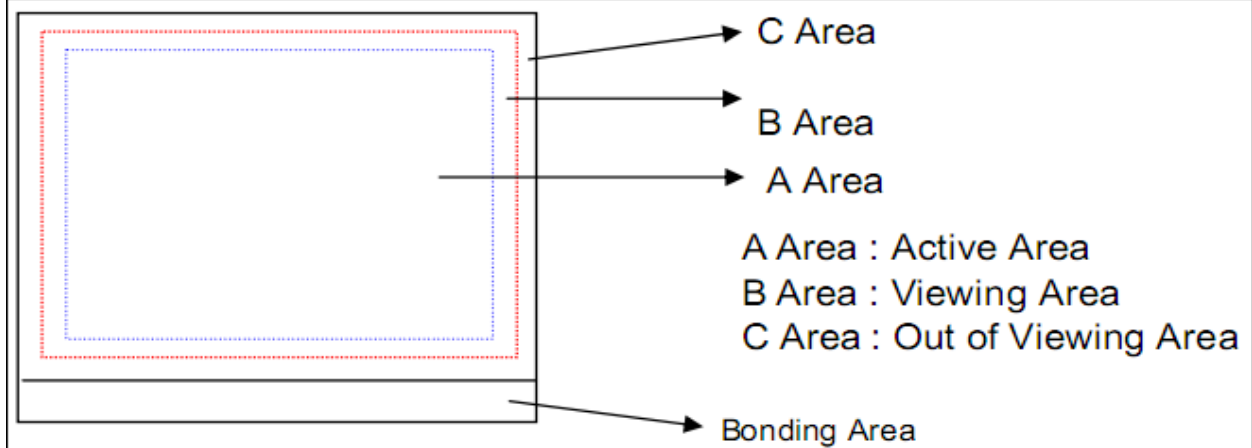 C Area
B Area
A Area
A Area : Active Area
B Area : Viewing Area
C Area : Out of Viewing Area
Bonding Area